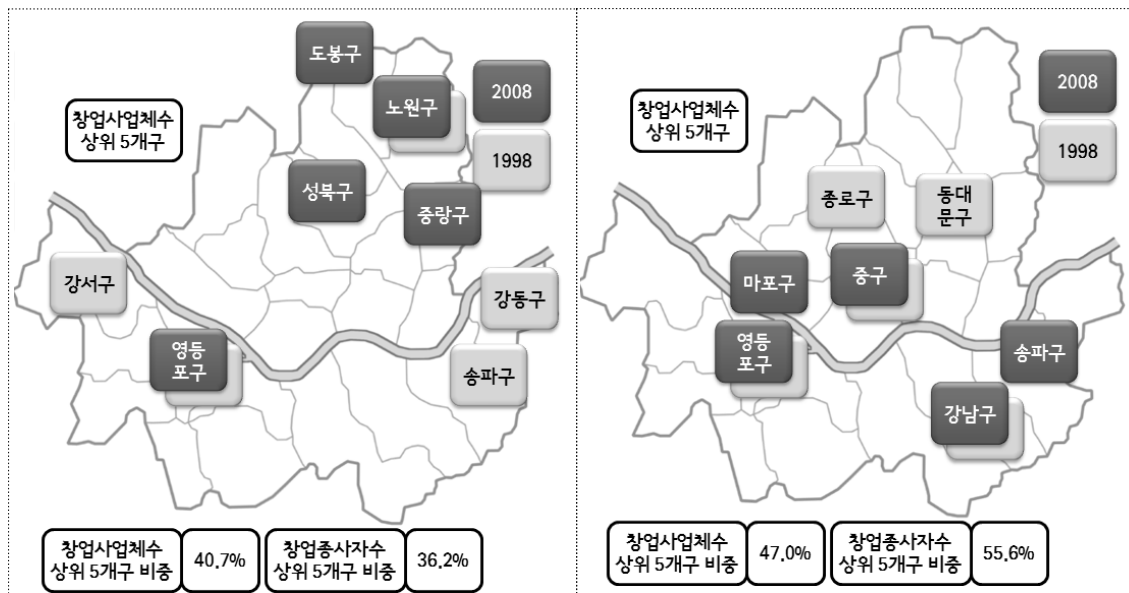 도봉구
노원구
2008
창업사업체수
상위 5개구
1998
성북구
중랑구
강서구
강동구
영등
포구
송파구
창업사업체수
상위 5개구 비중
40.7%
창업종사자수
상위 5개구 비중
36.2%
2008
창업사업체수
상위 5개구
1998
종로구
동대
문구
마포구
중구
영등
포구
송파구
강남구
창업사업체수
상위 5개구 비중
47.0%
창업종사자수
상위 5개구 비중
55.6%